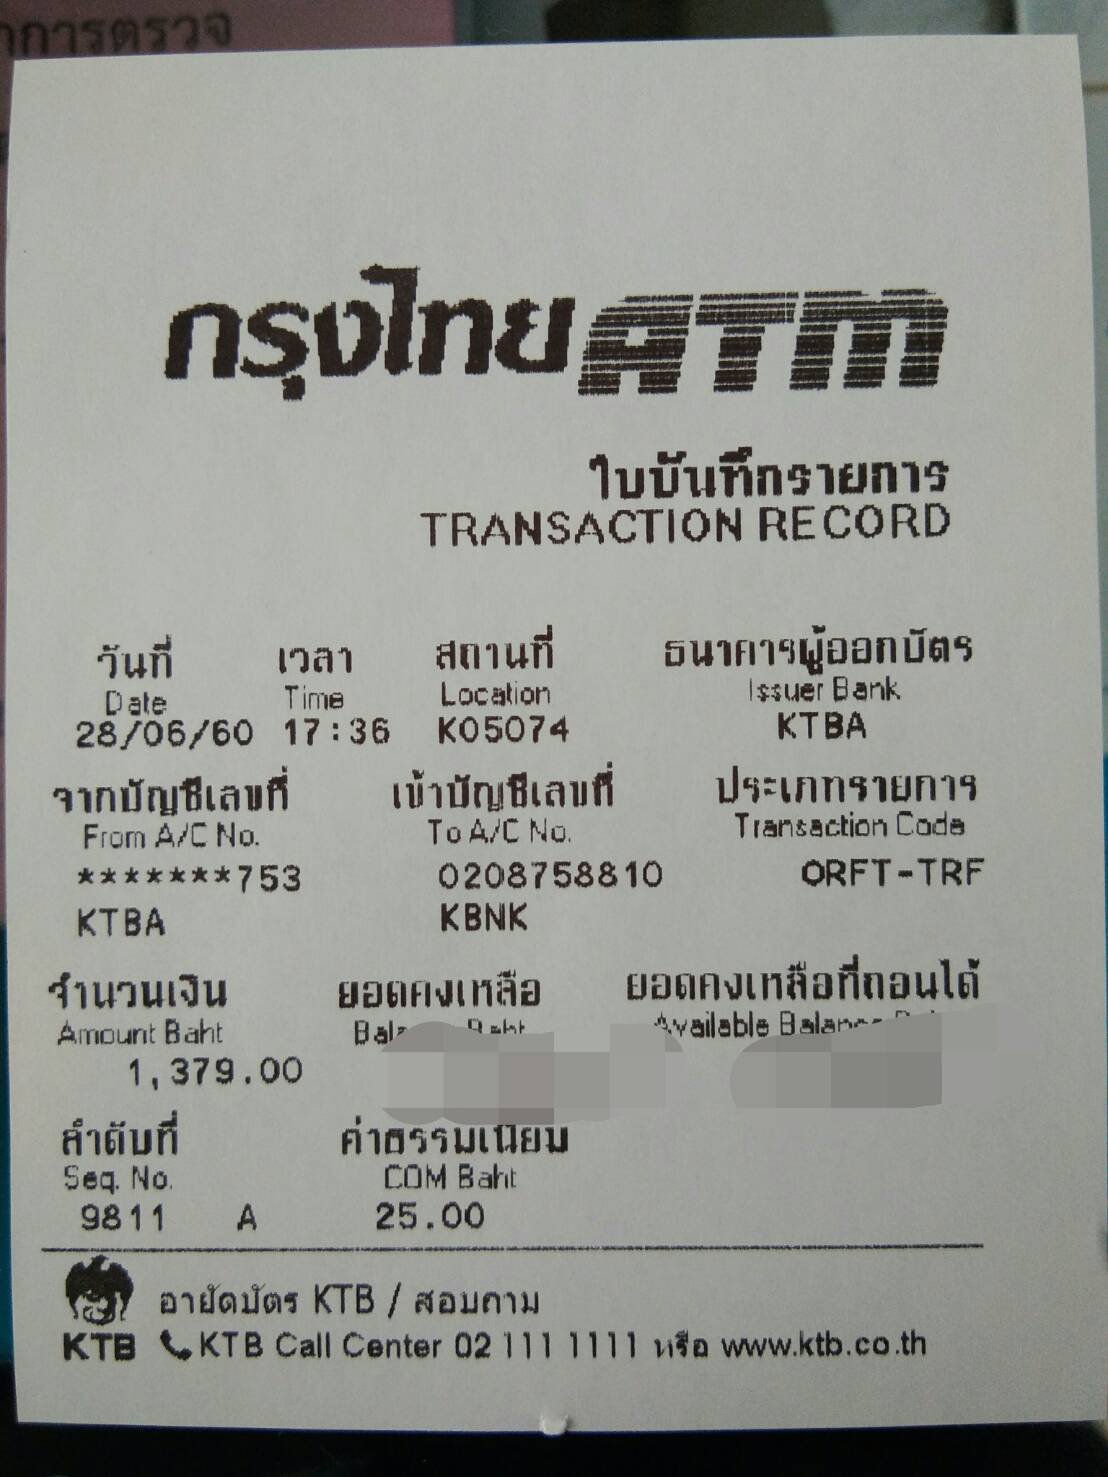 าการตรวจ
กรุงไทย ATM
ใบบันทึกรายการ
TRANSACTION RECORD
วันที่ เวลา สถานที่ ธนาคารผู้ออกบัตร
Date Time Location Issuer Bank
28/06/60 17:36 K05074 KTBA
จากบัญชีเลขที่ เข้าบัญชีเลขที่ ประเภทรายการ
From A/C No. To A/C No. Transaction Code
*******753 0208758810 ORFT-TRF
KTBA KBNK
จำนวนเงิน ยอดคงเหลือ ยอดคงเหลือที่ถอนได้
Amount Baht Balance Baht Available Balance
1,379.00
ลำดับที่ ค่าธรรมเนียม
Seq. No. COM Baht
9811 A 25.00
อายัดบัตร KTB / สอบถาม
KTB KTB Call Center 02 111 1111 หรือ www.ktb.co.th